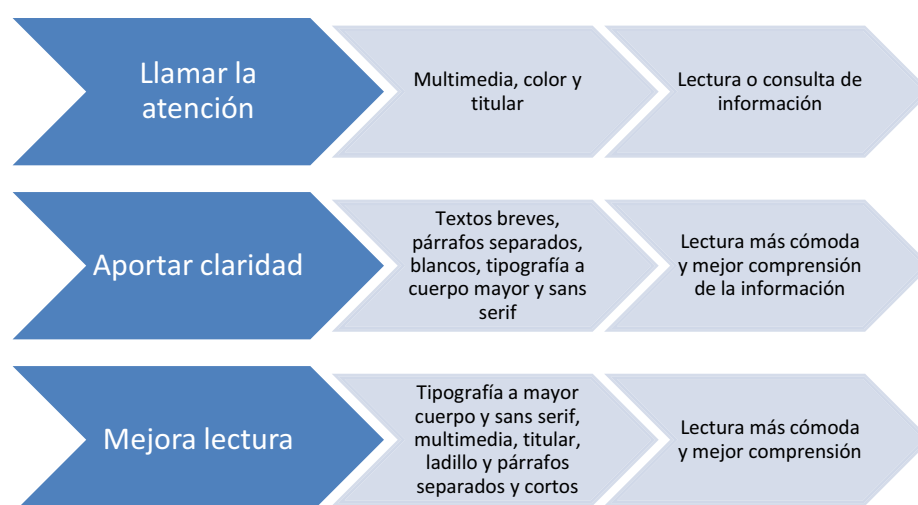 Llamar la
atención
Multimedia, color y
titular
Lectura o consulta de
información
Aportar claridad
Textos breves,
párrafos separados,
blancos, tipografía a
cuerpo mayor y sans
serif
Lectura más cómoda
y mejor comprensión
de la información
Mejora lectura
Tipografía a mayor
cuerpo y sans serif,
multimedia, titular,
ladillo y párrafos
separados y cortos
Lectura más cómoda
y mejor comprensión